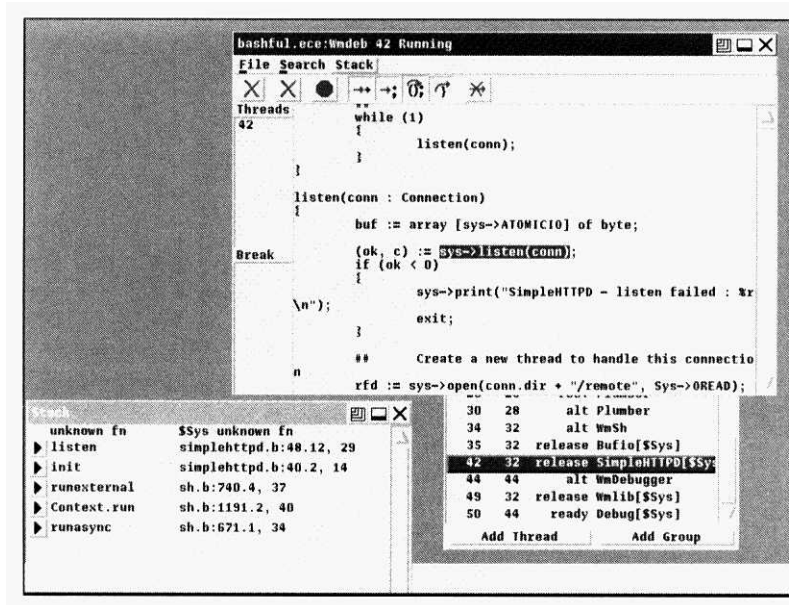 bashful.ece:Wmdeb 42 Running
File Search Stack
Threads
42
##
while (1)
{
listen(conn);
}
}
listen(conn : Connection)
{
buf := array [sys->ATOMICIO] of byte;
Break
(ok, c) := sys->listen(conn);
if (ok < 0)
{
sys->print("SimpleHTTPD - listen failed : %r
\n");
exit;
}
## Create a new thread to handle this connectio
n
rfd := sys->open(conn.dir + "/remote", Sys->OREAD);
Stack
unknown fn $Sys unknown fn
listen simplehttpd.b:48.12, 29
init simplehttpd.b:40.2, 14
runexternal sh.b:740.4, 37
Context.run sh.b:1191.2, 40
runasync sh.b:671.1, 34
Plumber
30 28 alt Plumber
34 32 alt WmSh
35 32 release Bufio[$Sys]
42 32 release SimpleHTTPD[$Sys
44 44 alt WmDebugger
49 32 release Wmlib[$Sys]
50 44 ready Debug[$Sys]
Add Thread Add Group